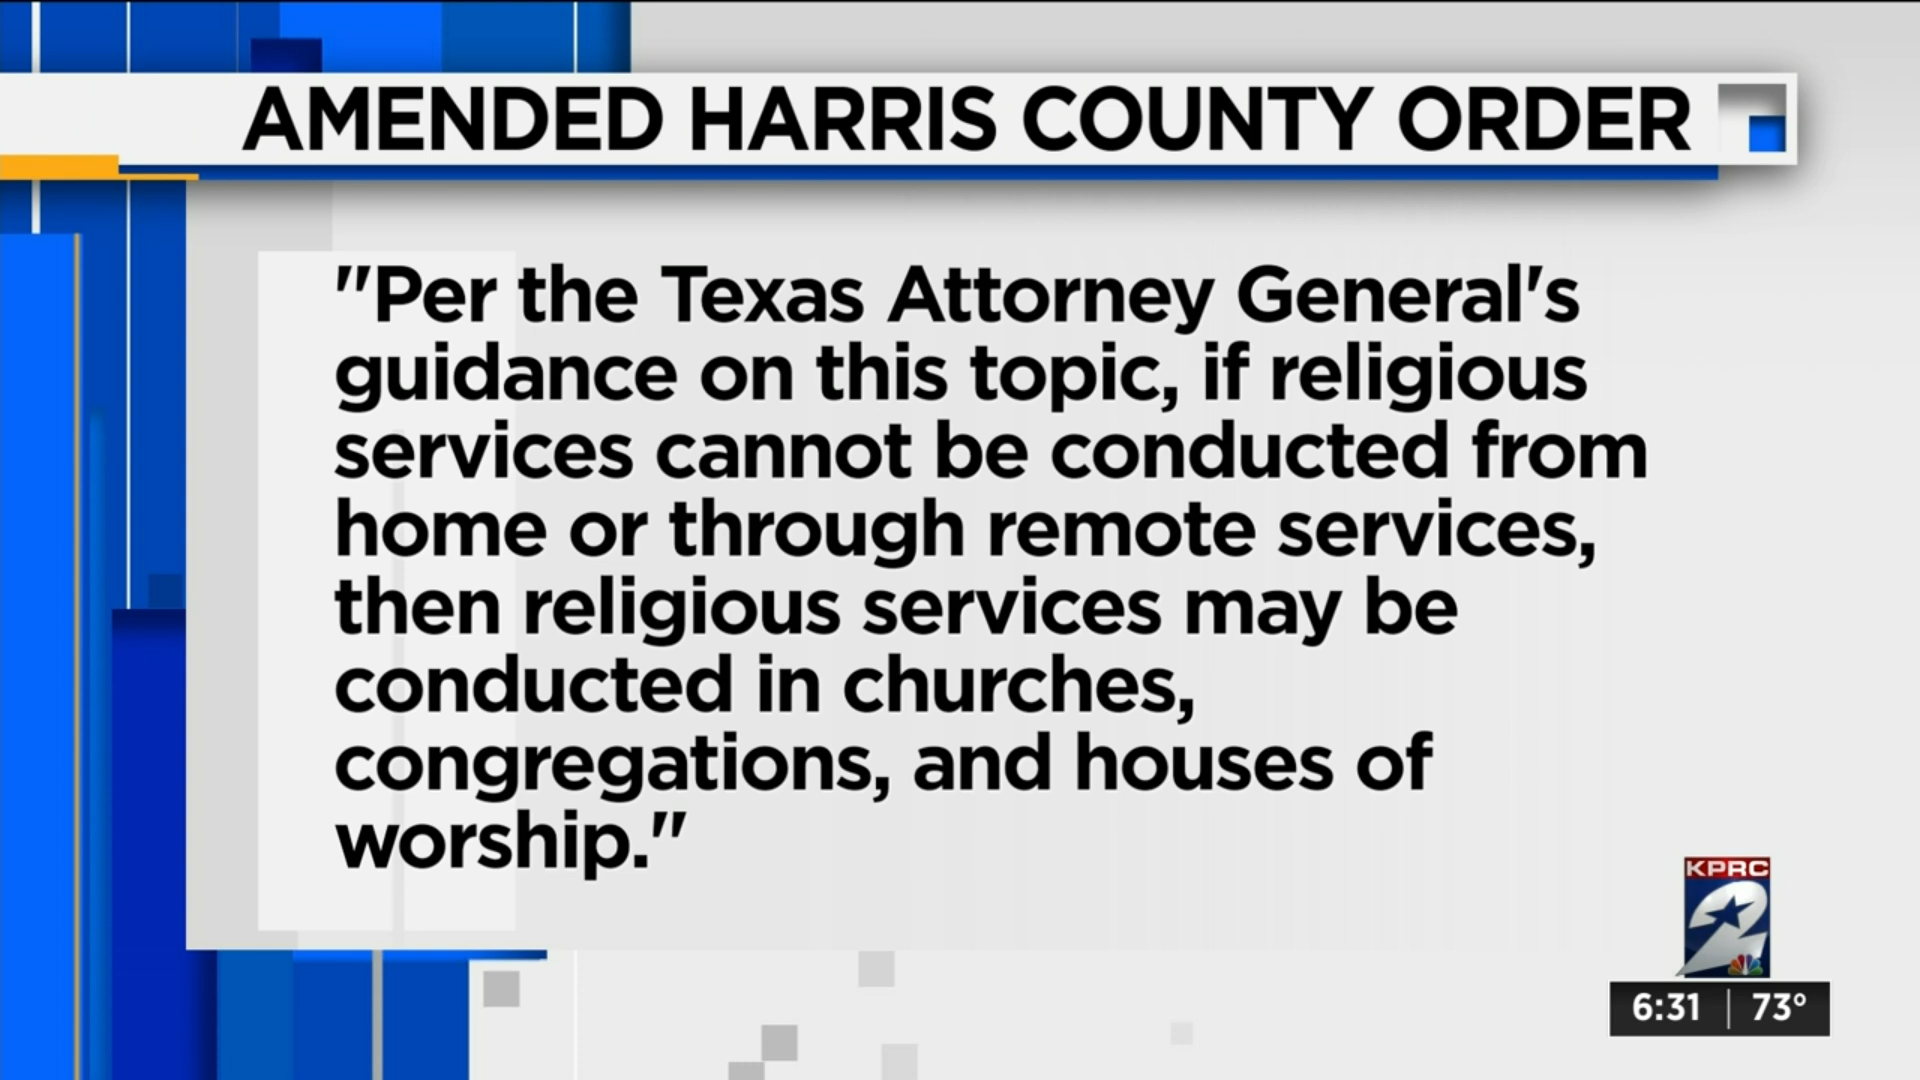 AMENDED HARRIS COUNTY ORDER
"Per the Texas Attorney General's
guidance on this topic, if religious
services cannot be conducted from
home or through remote services,
then religious services may be
conducted in churches,
congregations, and houses of
worship."
KPRC
2
6:31 | 73°